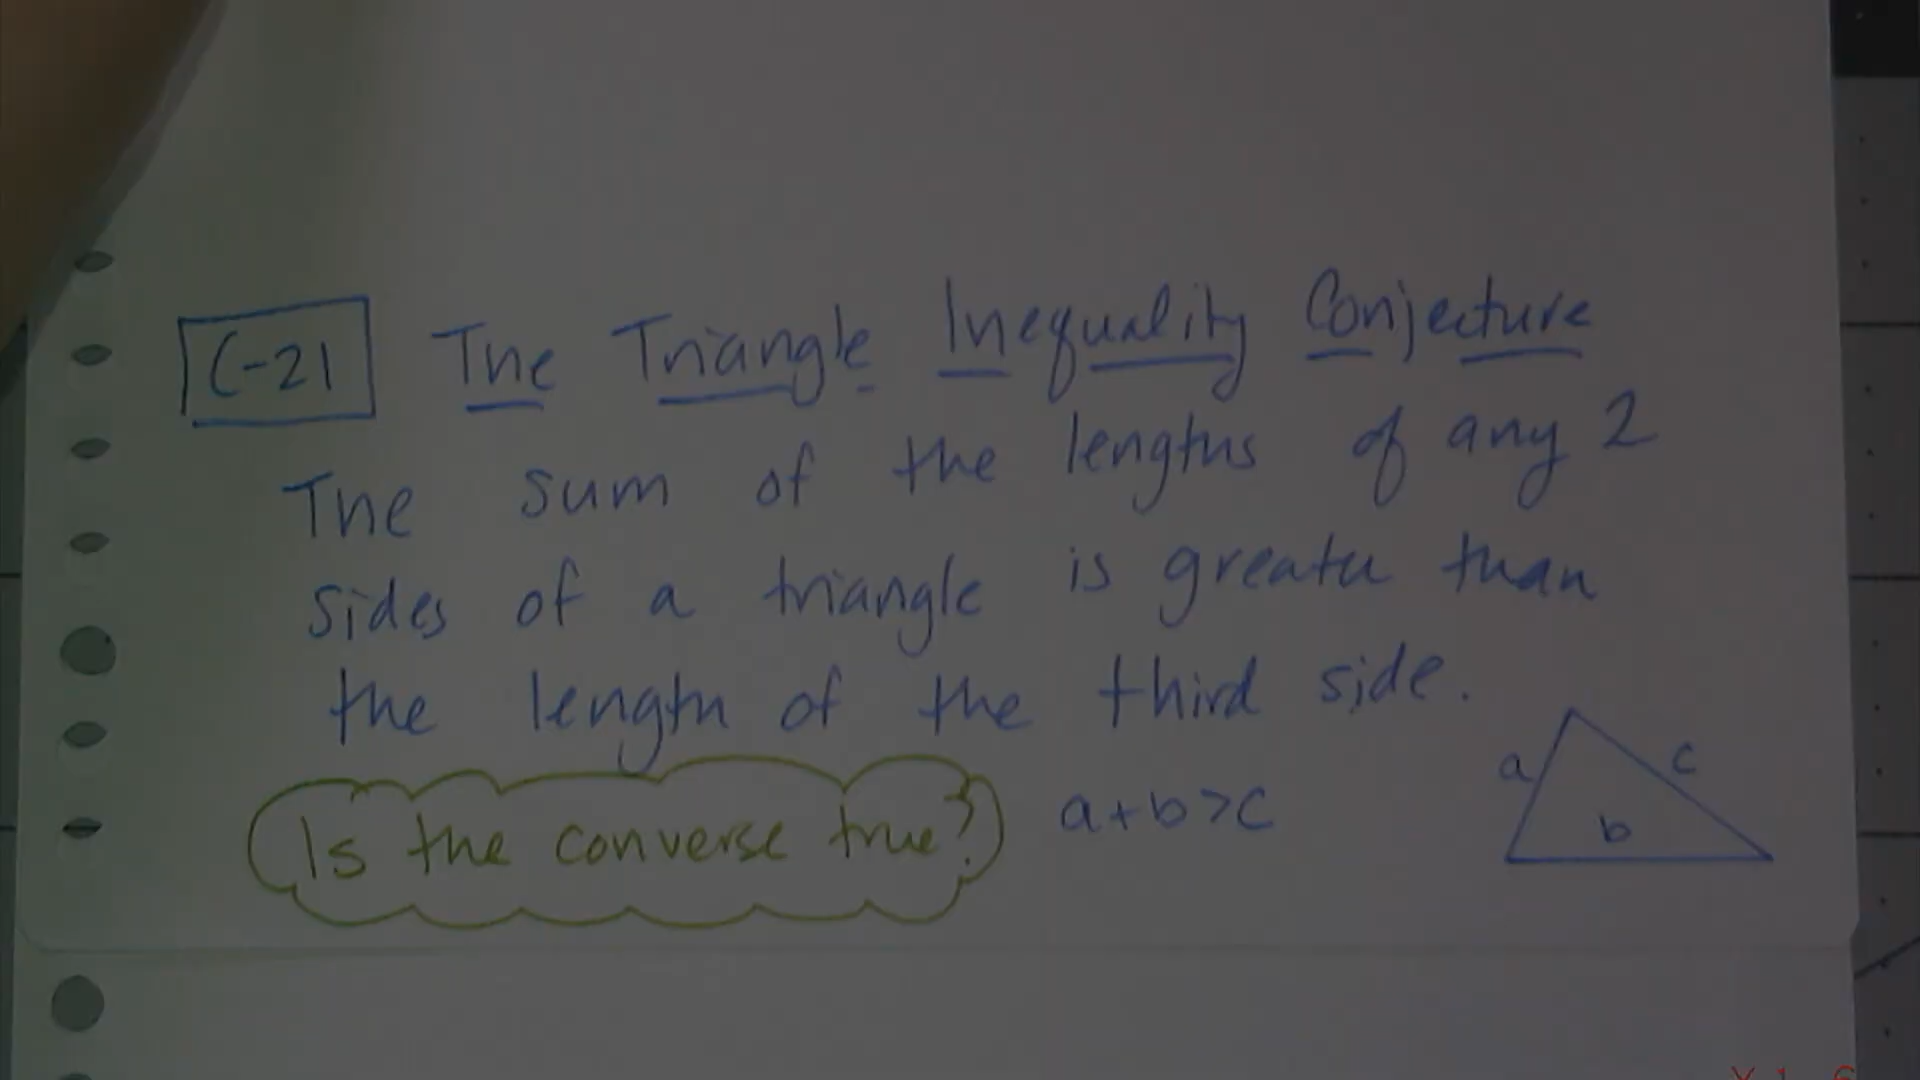 C-21 The Triangle Inequality Conjecture
The sum of the lengths of any 2
sides of a triangle is greater than
the length of the third side.
Is the converse true?
a+b>c
a
c
b